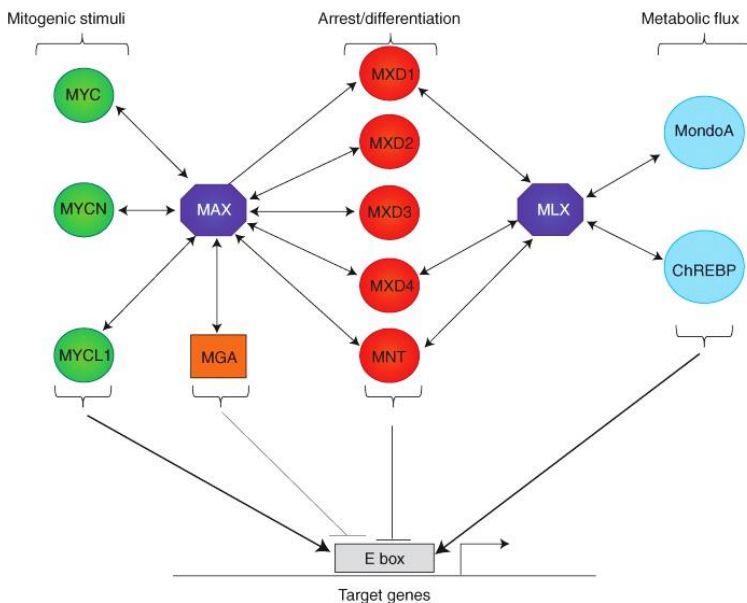 Mitogenic stimuli
Arrest/differentiation
Metabolic flux
MYC
MXD1
MondoA
MXD2
MYCN
MAX
MXD3
MLX
MXD4
ChREBP
MYCL1
MGA
MNT
E box
Target genes